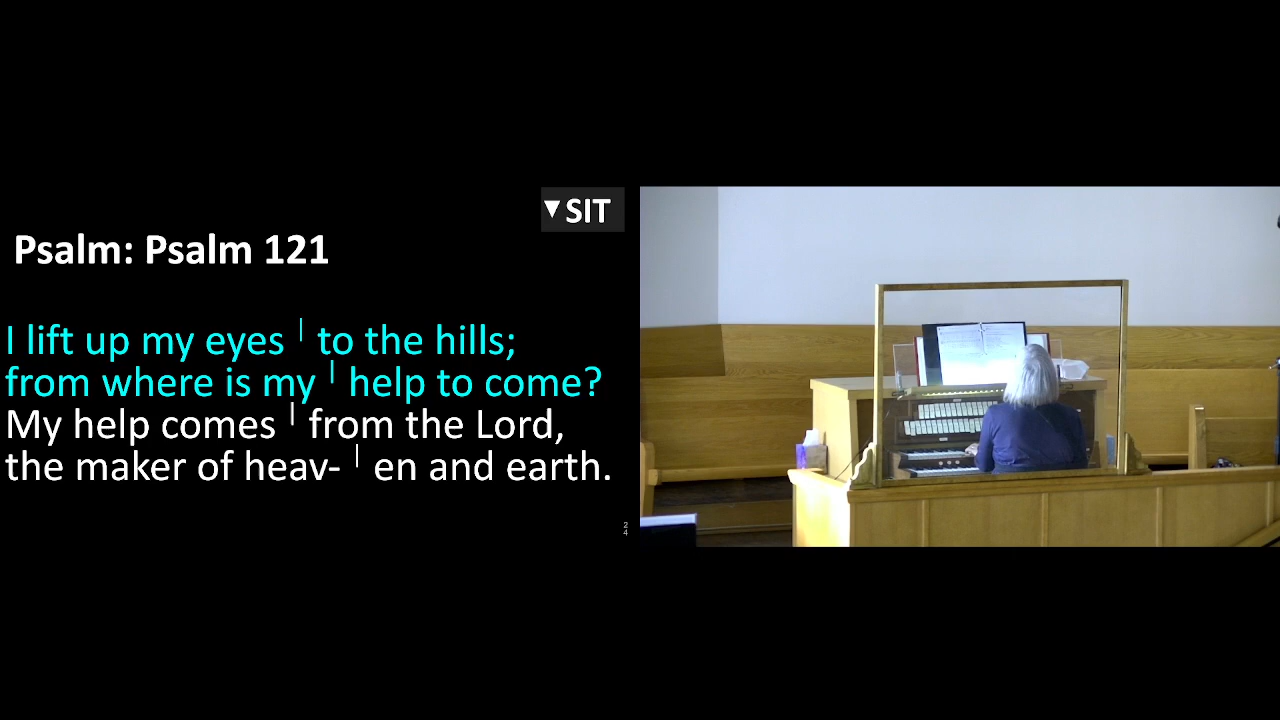 ▼SIT
Psalm: Psalm 121
I lift up my eyes | to the hills;
from where is my | help to come?
My help comes | from the Lord,
the maker of heav- | en and earth.
24